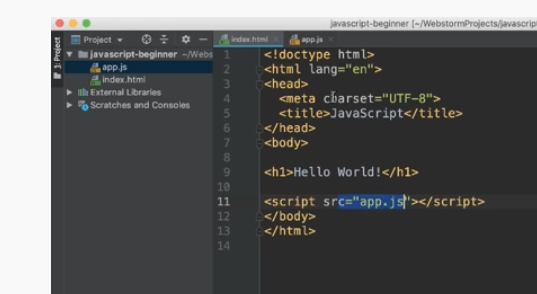 javascript-beginner [~/WebstormProjects/javascript
Project
index.html
app.js
1: Project
javascript-beginner ~/Webs
app.js
index.html
External Libraries
Scratches and Consoles
1 <!doctype html>
2 <html lang="en">
3 <head>
4 <meta charset="UTF-8">
5 <title>JavaScript</title>
6 </head>
7 <body>
8
9 <h1>Hello World!</h1>
10
11 <script src="app.js"></script>
12 </body>
13 </html>
14